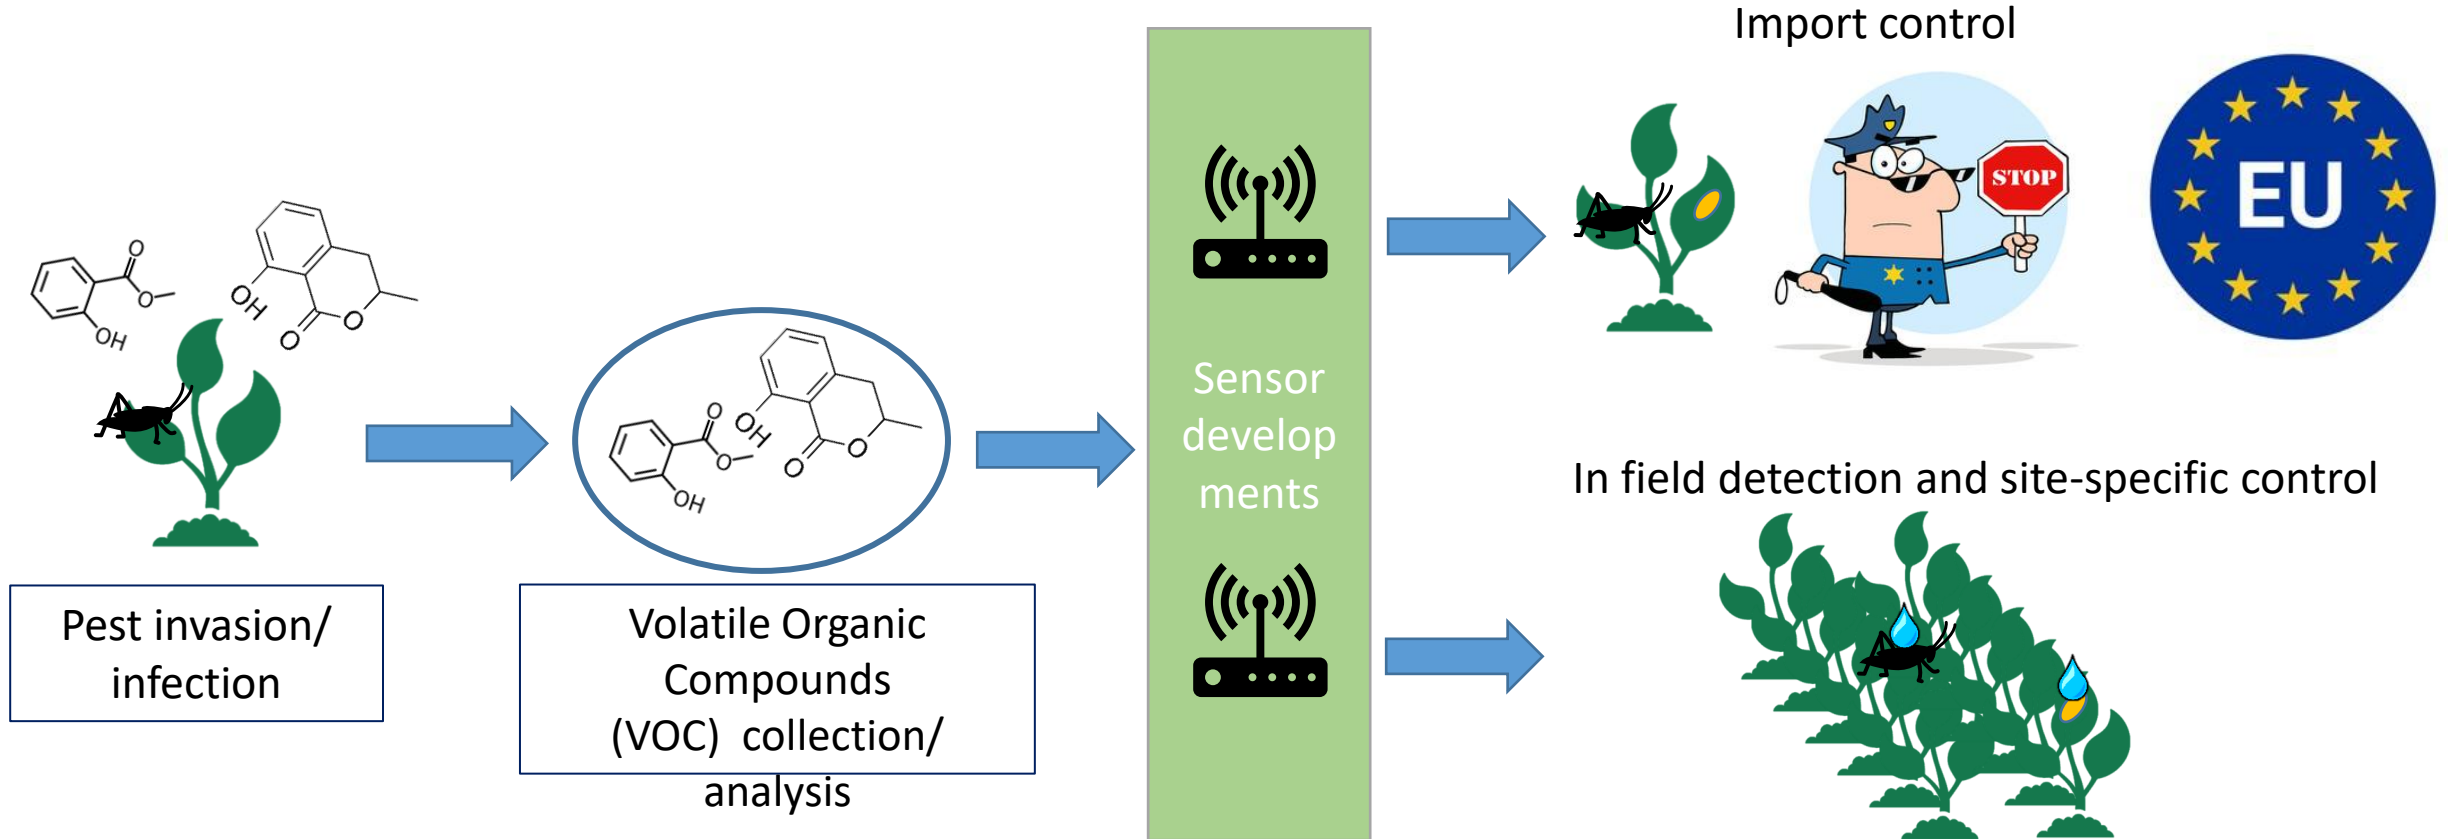 Import control
STOP
EU
OH
O
O
OH
O
O
Pest invasion/
infection
OH
O
O
OH
O
O
Volatile Organic
Compounds
(VOC) collection/
analysis
Sensor
develop
ments
In field detection and site-specific control